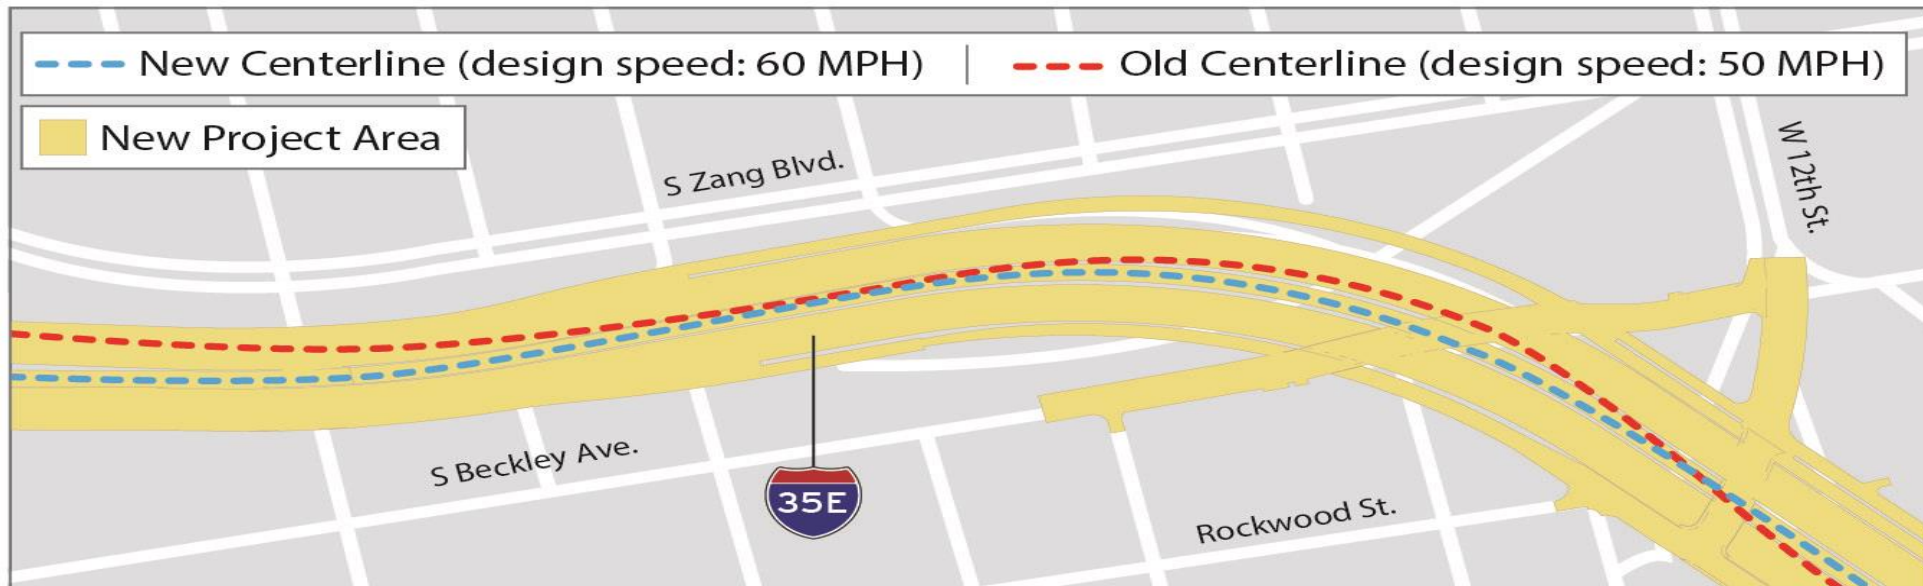 New Centerline (design speed: 60 MPH) | Old Centerline (design speed: 50 MPH)
New Project Area
S Zang Blvd.
W 12th St.
S Beckley Ave.
35E
Rockwood St.